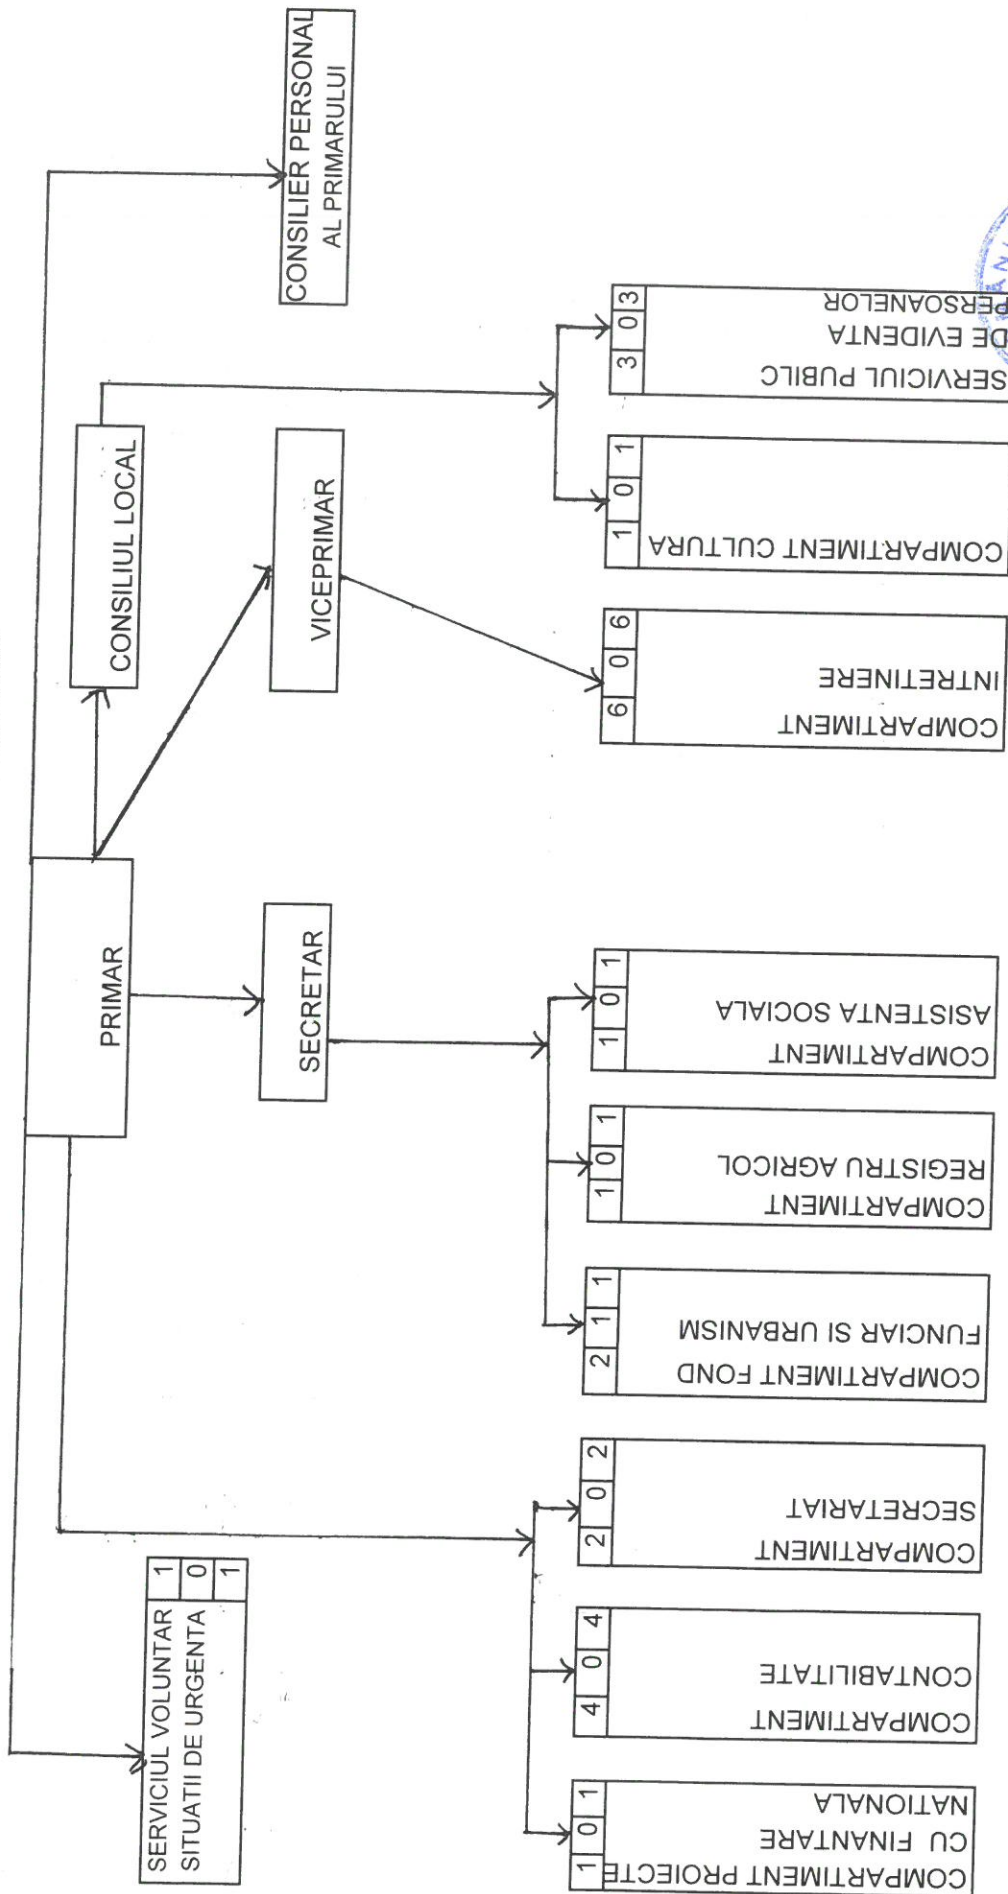 PRIMAR
CONSILIUL LOCAL
CONSILIER PERSONAL
AL PRIMARULUI
SERVICIUL VOLUNTAR
SITUATII DE URGENTA
1
0
1
SECRETAR
VICEPRIMAR
1 0 1
COMPARTIMENT PROIECTE
CU FINANTARE
NATIONALA
4 0 4
COMPARTIMENT
CONTABILITATE
2 0 2
COMPARTIMENT
SECRETARIAT
2 1 1
COMPARTIMENT FOND
FUNCIAR SI URBANISM
1 0 1
COMPARTIMENT
REGISTRU AGRICOL
1 0 1
COMPARTIMENT
ASISTENTA SOCIALA
6 0 6
COMPARTIMENT
INTRETINERE
1 0 1
COMPARTIMENT CULTURA
3 0 3
SERVICIUL PUBILC
DE EVIDENTA
PERSOANELOR